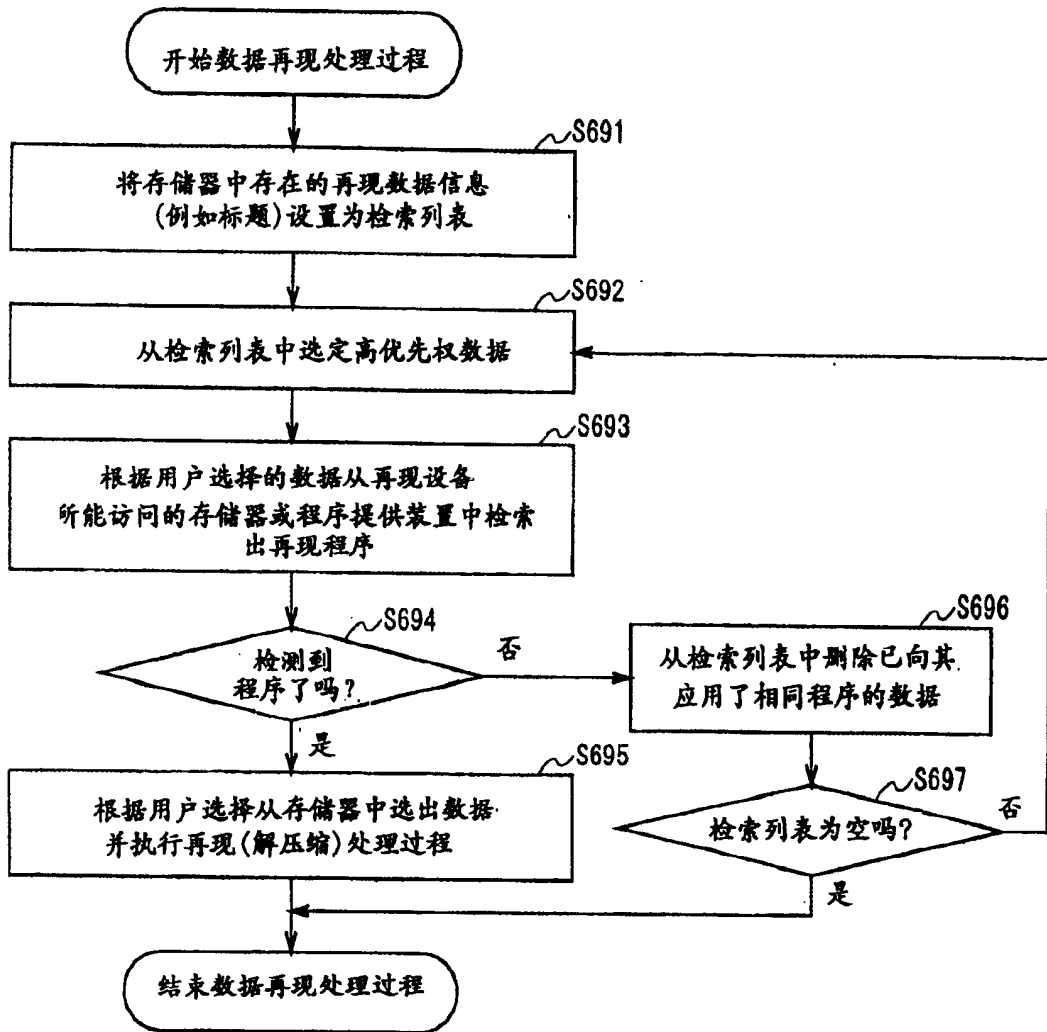 开始数据再现处理过程
S691
将存储器中存在的再现数据信息
(例如标题)设置为检索列表
S692
从检索列表中选定高优先权数据
S693
根据用户选择的数据从再现设备
所能访问的存储器或程序提供装置中检索
出再现程序
S694
检测到
程序了吗?
否
是
S696
从检索列表中删除已向其
应用了相同程序的数据
S695
根据用户选择从存储器中选出数据
并执行再现(解压缩)处理过程
S697
检索列表为空吗?
否
是
结束数据再现处理过程